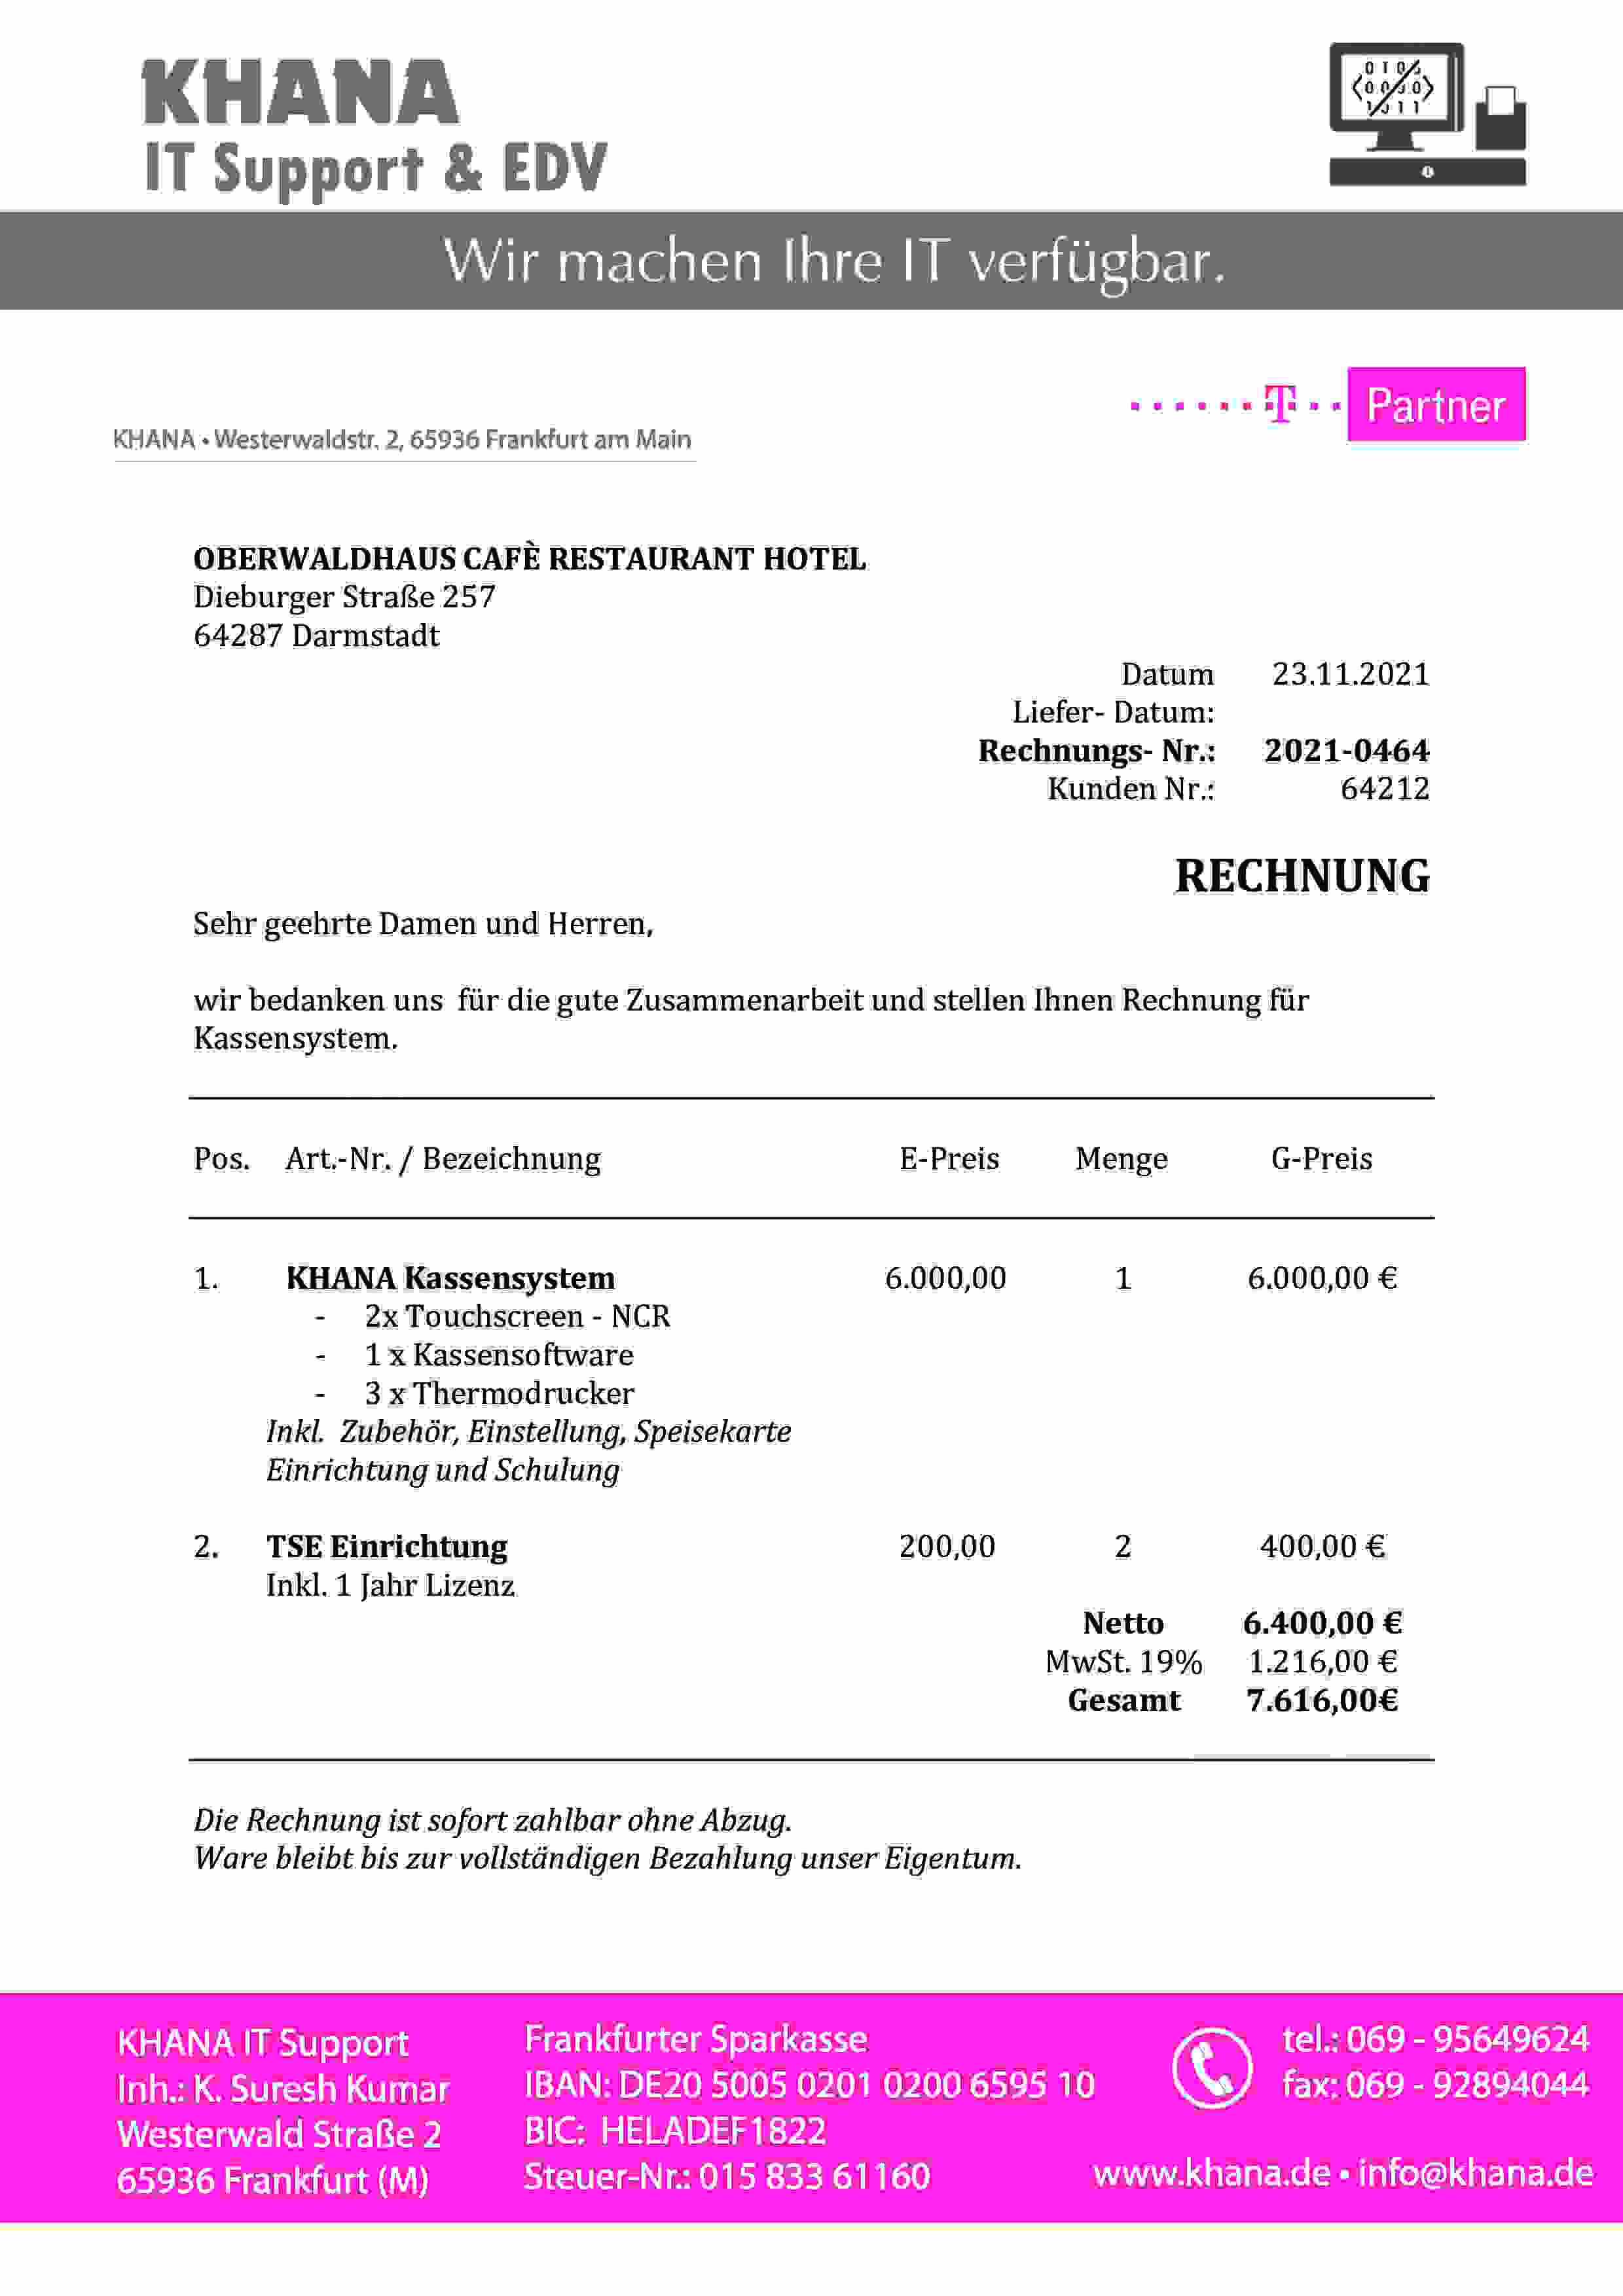 KHANA
IT Support & EDV
Wir machen Ihre IT verfügbar.
T Partner
KHANA • Westerwaldstr. 2, 65936 Frankfurt am Main
OBERWALDHAUS CAFÈ RESTAURANT HOTEL
Dieburger Straße 257
64287 Darmstadt
Datum 23.11.2021
Liefer- Datum:
Rechnungs- Nr.: 2021-0464
Kunden Nr.: 64212
RECHNUNG
Sehr geehrte Damen und Herren,
wir bedanken uns für die gute Zusammenarbeit und stellen Ihnen Rechnung für
Kassensystem.
Pos. Art.-Nr. / Bezeichnung E-Preis Menge G-Preis
1. KHANA Kassensystem 6.000,00 1 6.000,00 €
- 2x Touchscreen - NCR
- 1 x Kassensoftware
- 3 x Thermodrucker
Inkl. Zubehör, Einstellung, Speisekarte
Einrichtung und Schulung
2. TSE Einrichtung 200,00 2 400,00 €
Inkl. 1 Jahr Lizenz
Netto 6.400,00 €
MwSt. 19% 1.216,00 €
Gesamt 7.616,00€
Die Rechnung ist sofort zahlbar ohne Abzug.
Ware bleibt bis zur vollständigen Bezahlung unser Eigentum.
KHANA IT Support
Inh.: K. Suresh Kumar
Westerwald Straße 2
65936 Frankfurt (M)
Frankfurter Sparkasse
IBAN: DE20 5005 0201 0200 6595 10
BIC: HELADEF1822
Steuer-Nr.: 015 833 61160
tel.: 069 - 95649624
fax: 069 - 92894044
www.khana.de • info@khana.de